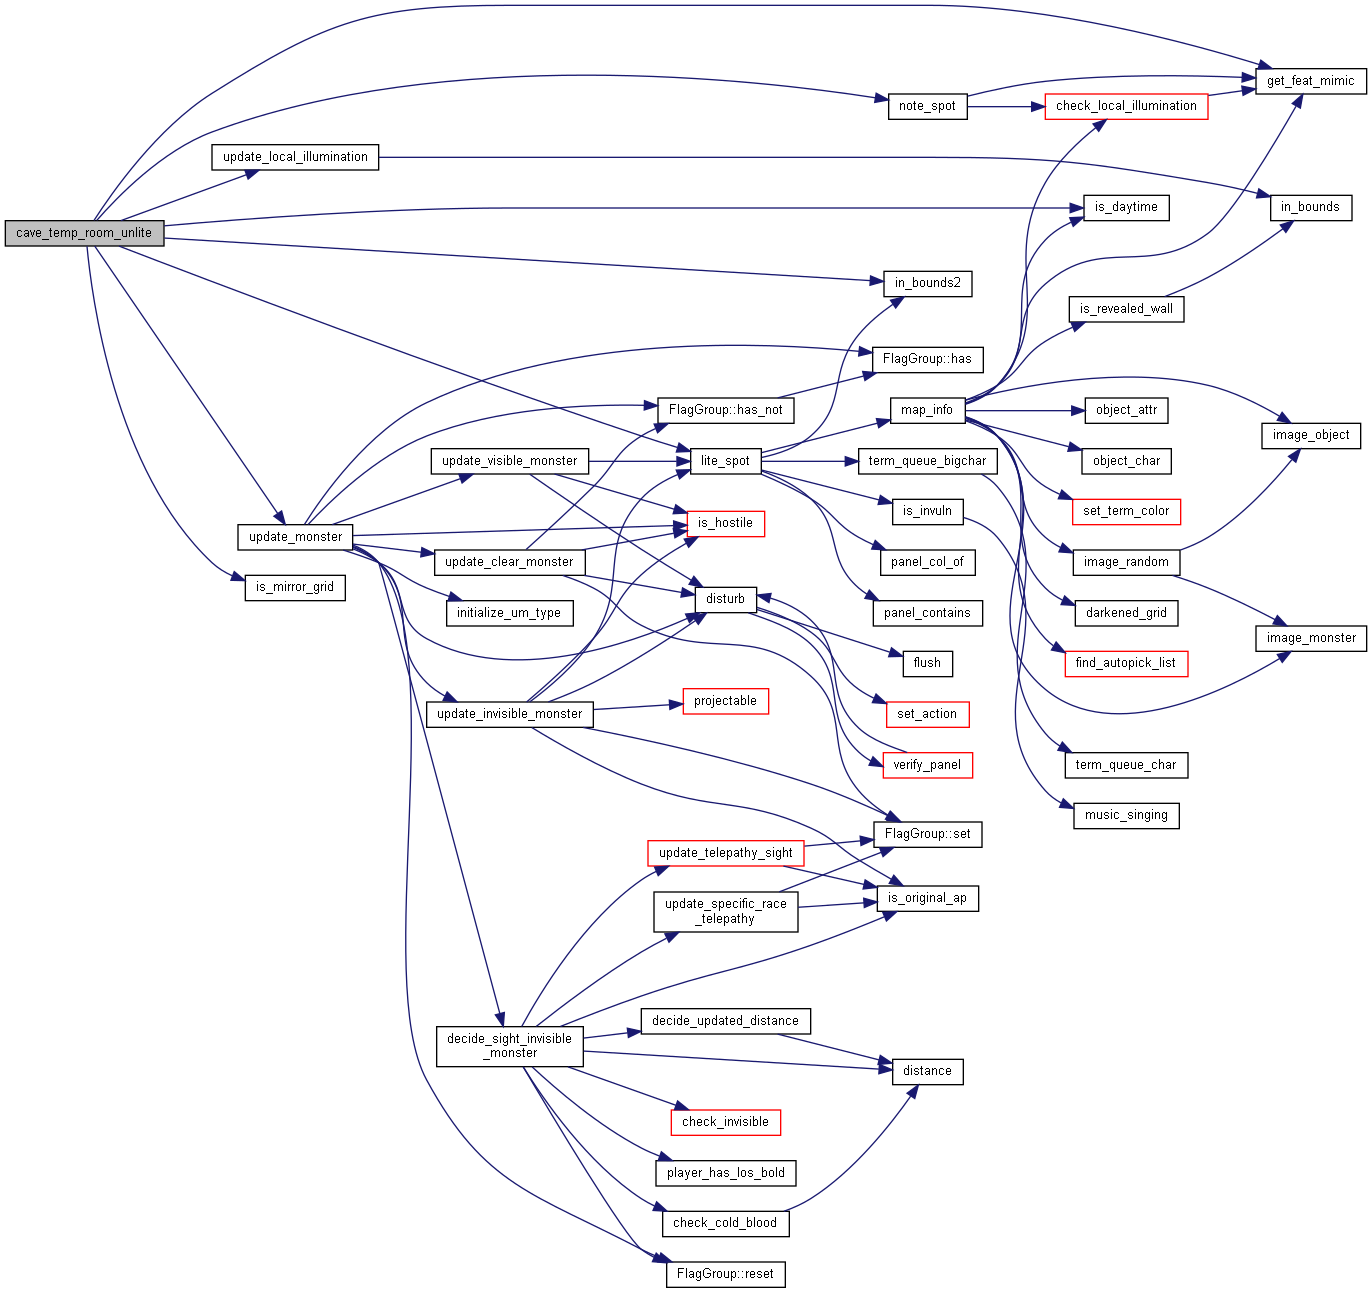 get_feat_mimic
note_spot
check_local_illumination
update_local_illumination
is_daytime
in_bounds
cave_temp_room_unlite
in_bounds2
is_revealed_wall
FlagGroup::has
FlagGroup::has_not
map_info
object_attr
image_object
update_visible_monster
lite_spot
term_queue_bigchar
object_char
is_hostile
is_invuln
set_term_color
update_monster
update_clear_monster
panel_col_of
image_random
is_mirror_grid
initialize_um_type
disturb
panel_contains
darkened_grid
image_monster
flush
find_autopick_list
update_invisible_monster
projectable
set_action
verify_panel
term_queue_char
music_singing
FlagGroup::set
update_telepathy_sight
is_original_ap
update_specific_race
_telepathy
decide_updated_distance
decide_sight_invisible
_monster
distance
check_invisible
player_has_los_bold
check_cold_blood
FlagGroup::reset